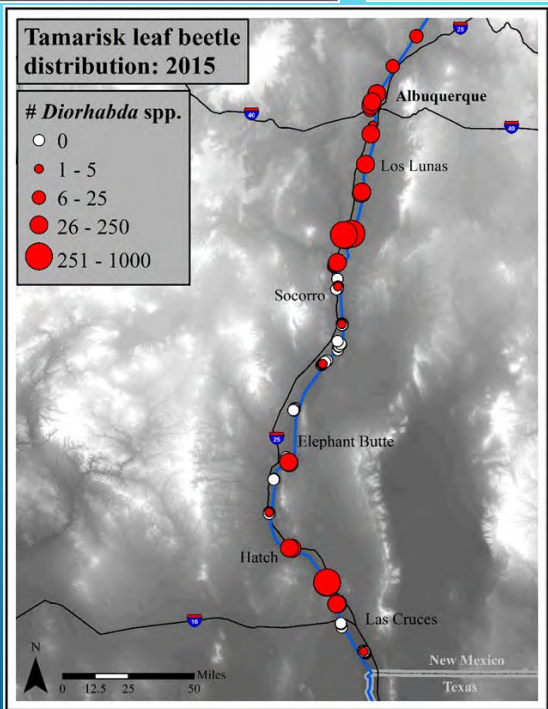 Tamarisk leaf beetle
distribution: 2015
# Diorhabda spp.
0
1 - 5
6 - 25
26 - 250
251 - 1000
25
40
Albuquerque
40
Los Lunas
Socorro
25
Elephant Butte
Hatch
10
Las Cruces
N
Miles
0 12.5 25 50
New Mexico
Texas